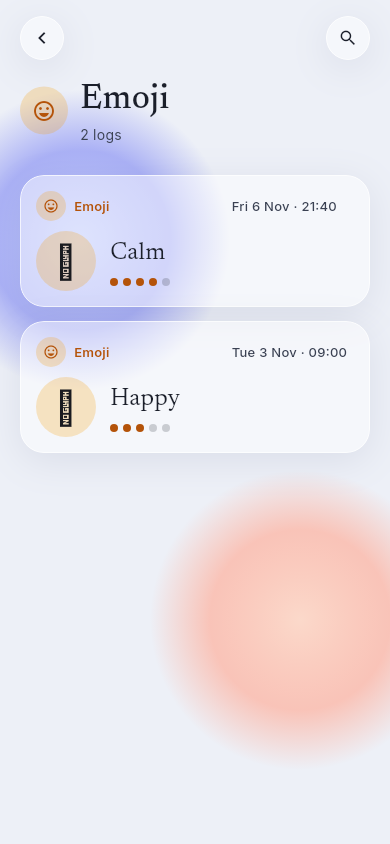 Emoji
2 logs
Emoji
Fri 6 Nov · 21:40
NO GLYPH
Calm
Emoji
Tue 3 Nov · 09:00
NO GLYPH
Happy